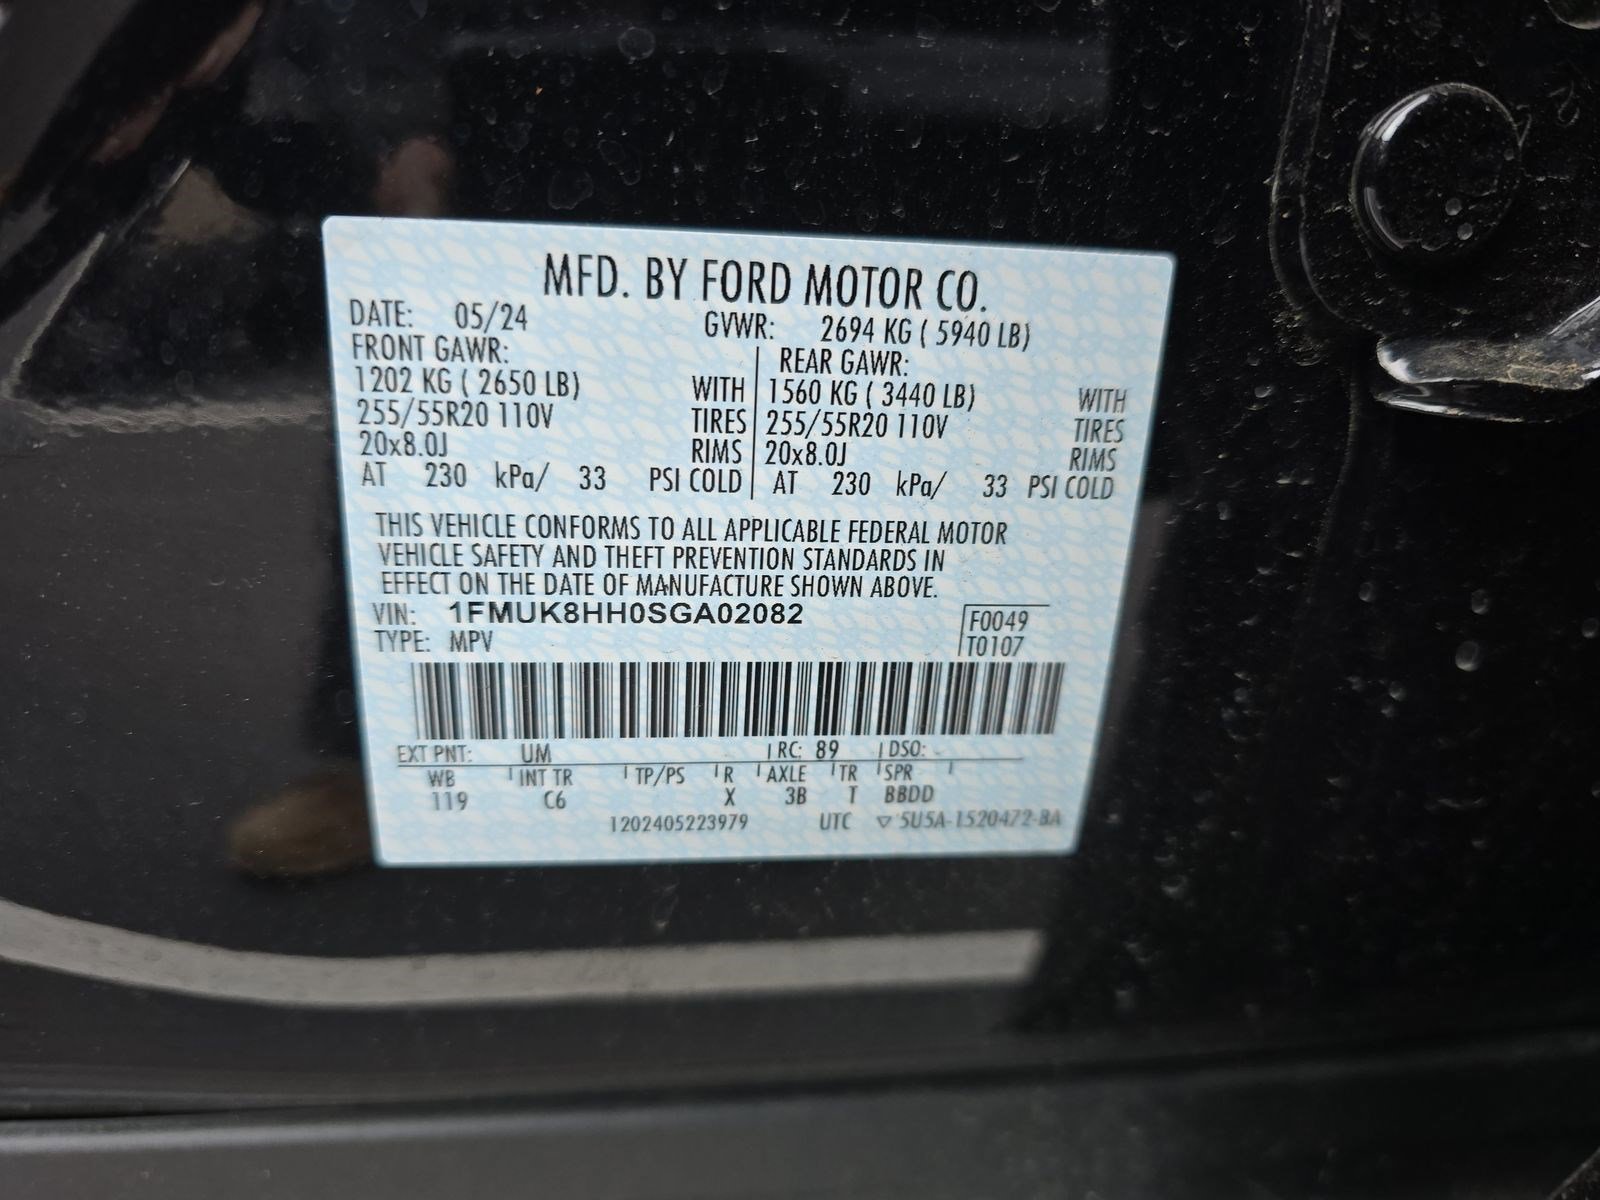 MFD. BY FORD MOTOR CO.
DATE: 05/24 GVWR: 2694 KG ( 5940 LB)
FRONT GAWR: REAR GAWR:
1202 KG ( 2650 LB) WITH 1560 KG ( 3440 LB) WITH
255/55R20 110V TIRES 255/55R20 110V TIRES
20x8.0J RIMS 20x8.0J RIMS
AT 230 kPa/ 33 PSI COLD AT 230 kPa/ 33 PSI COLD
THIS VEHICLE CONFORMS TO ALL APPLICABLE FEDERAL MOTOR
VEHICLE SAFETY AND THEFT PREVENTION STANDARDS IN
EFFECT ON THE DATE OF MANUFACTURE SHOWN ABOVE.
VIN: 1FMUK8HH0SGA02082 F0049
TYPE: MPV T0107
EXT PNT: UM RC: 89 DSO:
WB INT TR TP/PS R AXLE TR SPR
119 C6 X 3B T BBDD
1202405223979 UTC ▽ 5U5A-1520472-BA